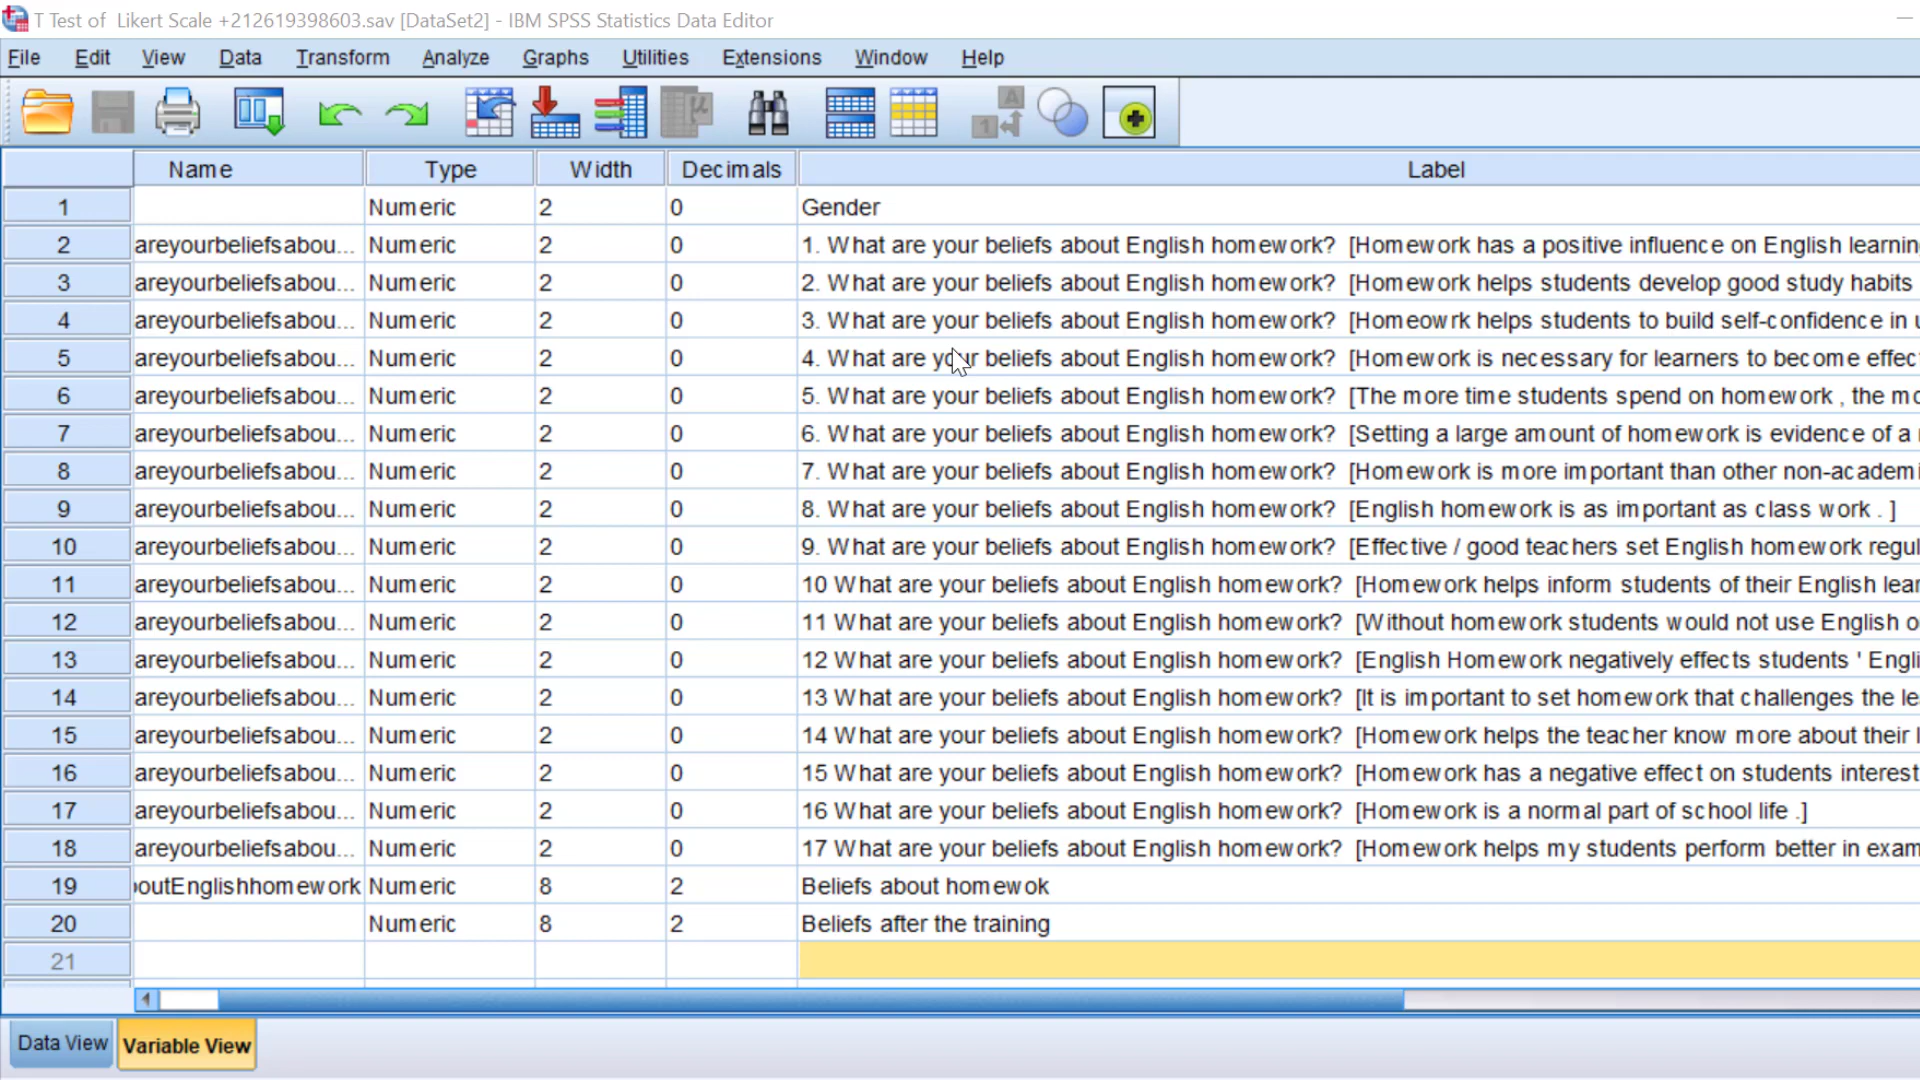 T Test of Likert Scale +212619398603.sav [DataSet2] - IBM SPSS Statistics Data Editor
File Edit View Data Transform Analyze Graphs Utilities Extensions Window Help
Name Type Width Decimals Label
1 Numeric 2 0 Gender
2 areyourbeliefsabou... Numeric 2 0 1. What are your beliefs about English homework? [Homework has a positive influence on English learnin
3 areyourbeliefsabou... Numeric 2 0 2. What are your beliefs about English homework? [Homework helps students develop good study habits
4 areyourbeliefsabou... Numeric 2 0 3. What are your beliefs about English homework? [Homeowrk helps students to build self-confidence in u
5 areyourbeliefsabou... Numeric 2 0 4. What are your beliefs about English homework? [Homework is necessary for learners to become effec
6 areyourbeliefsabou... Numeric 2 0 5. What are your beliefs about English homework? [The more time students spend on homework , the mo
7 areyourbeliefsabou... Numeric 2 0 6. What are your beliefs about English homework? [Setting a large amount of homework is evidence of a
8 areyourbeliefsabou... Numeric 2 0 7. What are your beliefs about English homework? [Homework is more important than other non-academi
9 areyourbeliefsabou... Numeric 2 0 8. What are your beliefs about English homework? [English homework is as important as class work . ]
10 areyourbeliefsabou... Numeric 2 0 9. What are your beliefs about English homework? [Effective / good teachers set English homework regul
11 areyourbeliefsabou... Numeric 2 0 10 What are your beliefs about English homework? [Homework helps inform students of their English lear
12 areyourbeliefsabou... Numeric 2 0 11 What are your beliefs about English homework? [Without homework students would not use English o
13 areyourbeliefsabou... Numeric 2 0 12 What are your beliefs about English homework? [English Homework negatively effects students ' Engli
14 areyourbeliefsabou... Numeric 2 0 13 What are your beliefs about English homework? [It is important to set homework that challenges the le
15 areyourbeliefsabou... Numeric 2 0 14 What are your beliefs about English homework? [Homework helps the teacher know more about their l
16 areyourbeliefsabou... Numeric 2 0 15 What are your beliefs about English homework? [Homework has a negative effect on students interest
17 areyourbeliefsabou... Numeric 2 0 16 What are your beliefs about English homework? [Homework is a normal part of school life .]
18 areyourbeliefsabou... Numeric 2 0 17 What are your beliefs about English homework? [Homework helps my students perform better in exam
19 outEnglishhomework Numeric 8 2 Beliefs about homewok
20 Numeric 8 2 Beliefs after the training
21
Data View Variable View